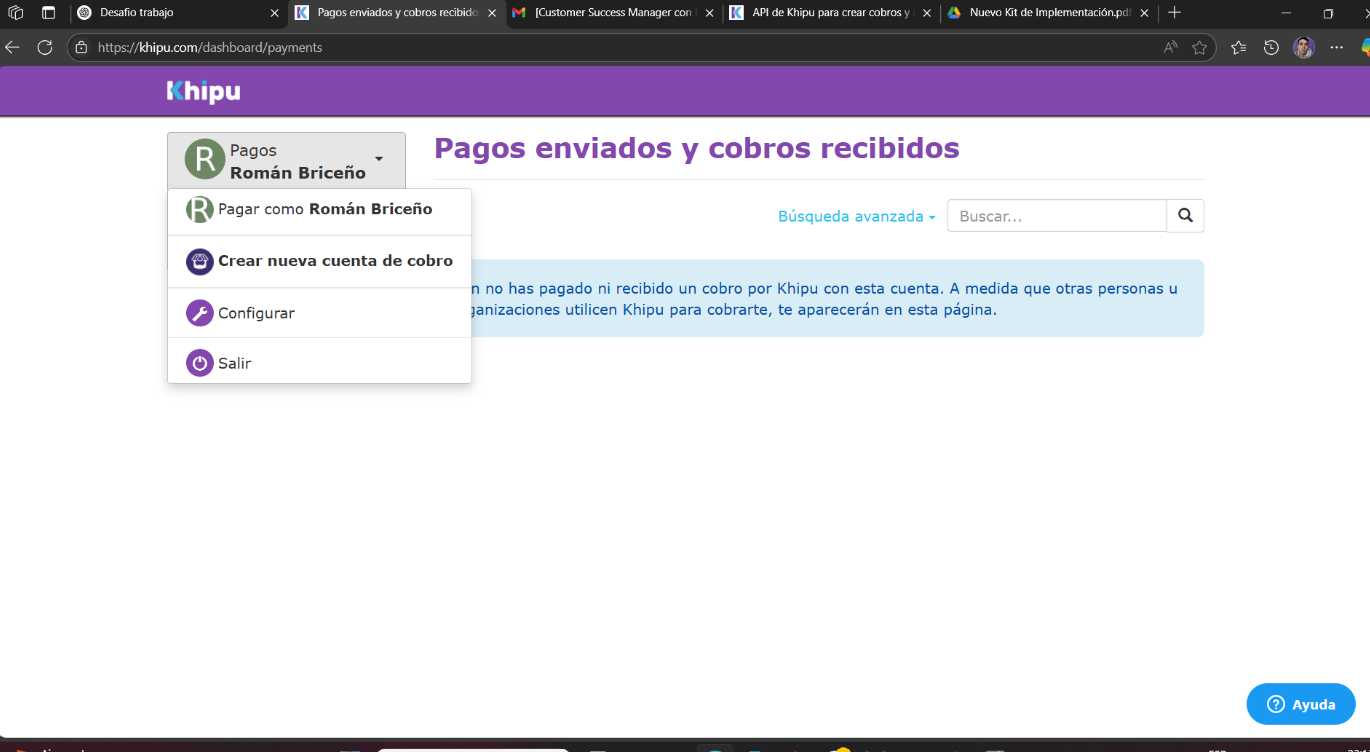 Desafio trabajo
Pagos enviados y cobros recibidos
[Customer Success Manager con
API de Khipu para crear cobros y
Nuevo Kit de Implementación.pdf
https://khipu.com/dashboard/payments
khipu
R
Pagos
Román Briceño
Pagos enviados y cobros recibidos
R
Pagar como Román Briceño
Búsqueda avanzada
Buscar...
Crear nueva cuenta de cobro
n no has pagado ni recibido un cobro por Khipu con esta cuenta. A medida que otras personas u
ganizaciones utilicen Khipu para cobrarte, te aparecerán en esta página.
Configurar
Salir
Ayuda